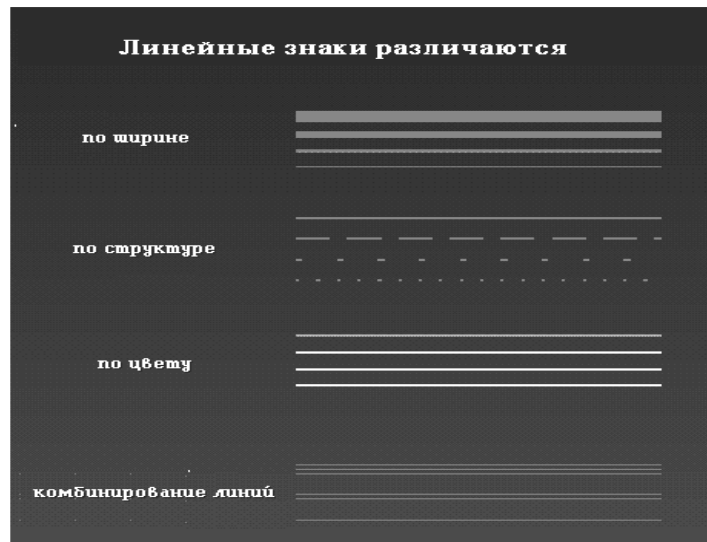 Линейные знаки различаются
по ширине
по структуре
по цвету
комбинирование линий